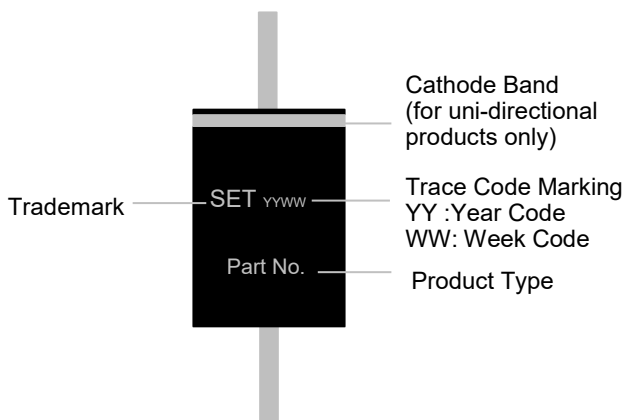 Cathode Band
(for uni-directional
products only)
Trademark
SET YYWW
Trace Code Marking
YY :Year Code
WW: Week Code
Part No.
Product Type